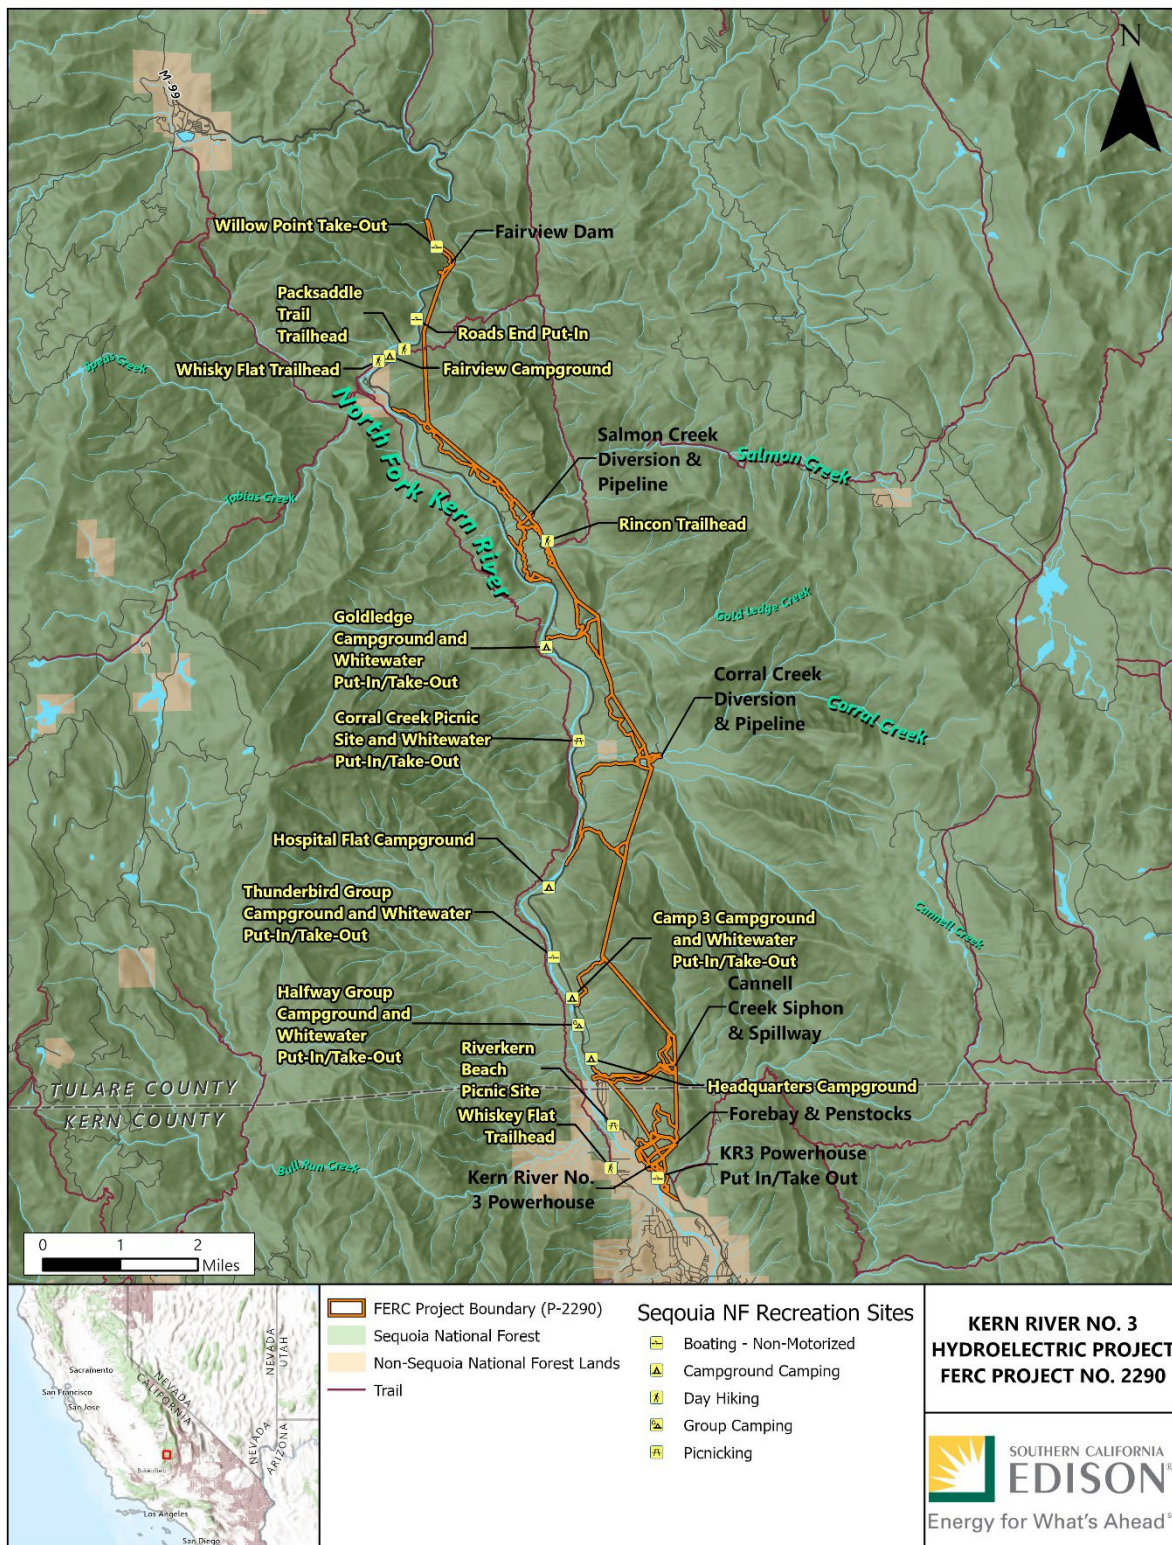 N
M-99
Willow Point Take-Out
Fairview Dam
Packsaddle
Trail
Trailhead
Roads End Put-In
Whisky Flat Trailhead
Fairview Campground
Speas Creek
North Fork Kern River
Salmon Creek
Diversion &
Pipeline
Salmon Creek
Tobias Creek
Rincon Trailhead
Gold Ledge Creek
Goldledge
Campground and
Whitewater
Put-In/Take-Out
Corral Creek
Diversion
& Pipeline
Corral Creek
Corral Creek Picnic
Site and Whitewater
Put-In/Take-Out
Hospital Flat Campground
Thunderbird Group
Campground and Whitewater
Put-In/Take-Out
Camp 3 Campground
and Whitewater
Put-In/Take-Out
Cannell Creek
Cannell
Creek Siphon
& Spillway
Halfway Group
Campground and
Whitewater
Put-In/Take-Out
Riverkern
Beach
Picnic Site
Headquarters Campground
TULARE COUNTY
KERN COUNTY
Whiskey Flat
Trailhead
Forebay & Penstocks
Bull Run Creek
Kern River No.
3 Powerhouse
KR3 Powerhouse
Put In/Take Out
0 1 2
Miles
Sacramento
San Francisco
San Jose
NEVADA
CALIFORNIA
NEVADA
UTAH
NEVADA
ARIZONA
Bakersfield
Los Angeles
San Diego
FERC Project Boundary (P-2290)
Sequoia National Forest
Non-Sequoia National Forest Lands
Trail
Seqouia NF Recreation Sites
Boating - Non-Motorized
Campground Camping
Day Hiking
Group Camping
Picnicking
KERN RIVER NO. 3
HYDROELECTRIC PROJECT
FERC PROJECT NO. 2290
SOUTHERN CALIFORNIA
EDISON®
Energy for What's Ahead